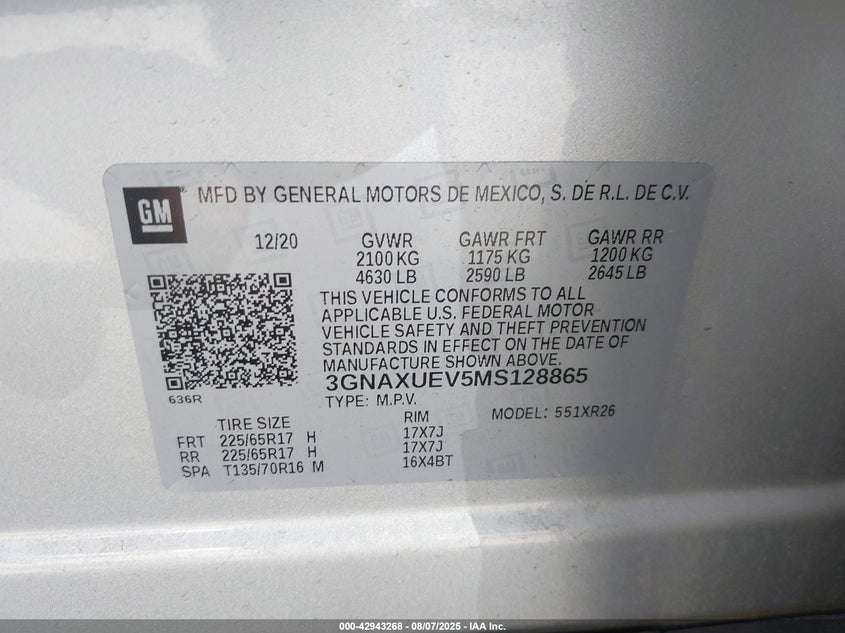 GM
MFD BY GENERAL MOTORS DE MEXICO, S. DE R.L. DE C.V.
12/20 GVWR GAWR FRT GAWR RR
2100 KG 1175 KG 1200 KG
4630 LB 2590 LB 2645 LB
THIS VEHICLE CONFORMS TO ALL
APPLICABLE U.S. FEDERAL MOTOR
VEHICLE SAFETY AND THEFT PREVENTION
STANDARDS IN EFFECT ON THE DATE OF
MANUFACTURE SHOWN ABOVE.
3GNAXUEV5MS128865
636R
TYPE: M.P.V.
MODEL: 551XR26
TIRE SIZE RIM
FRT 225/65R17 H 17X7J
RR 225/65R17 H 17X7J
SPA T135/70R16 M 16X4BT
000-42943268 - 08/07/2025 - IAA Inc.